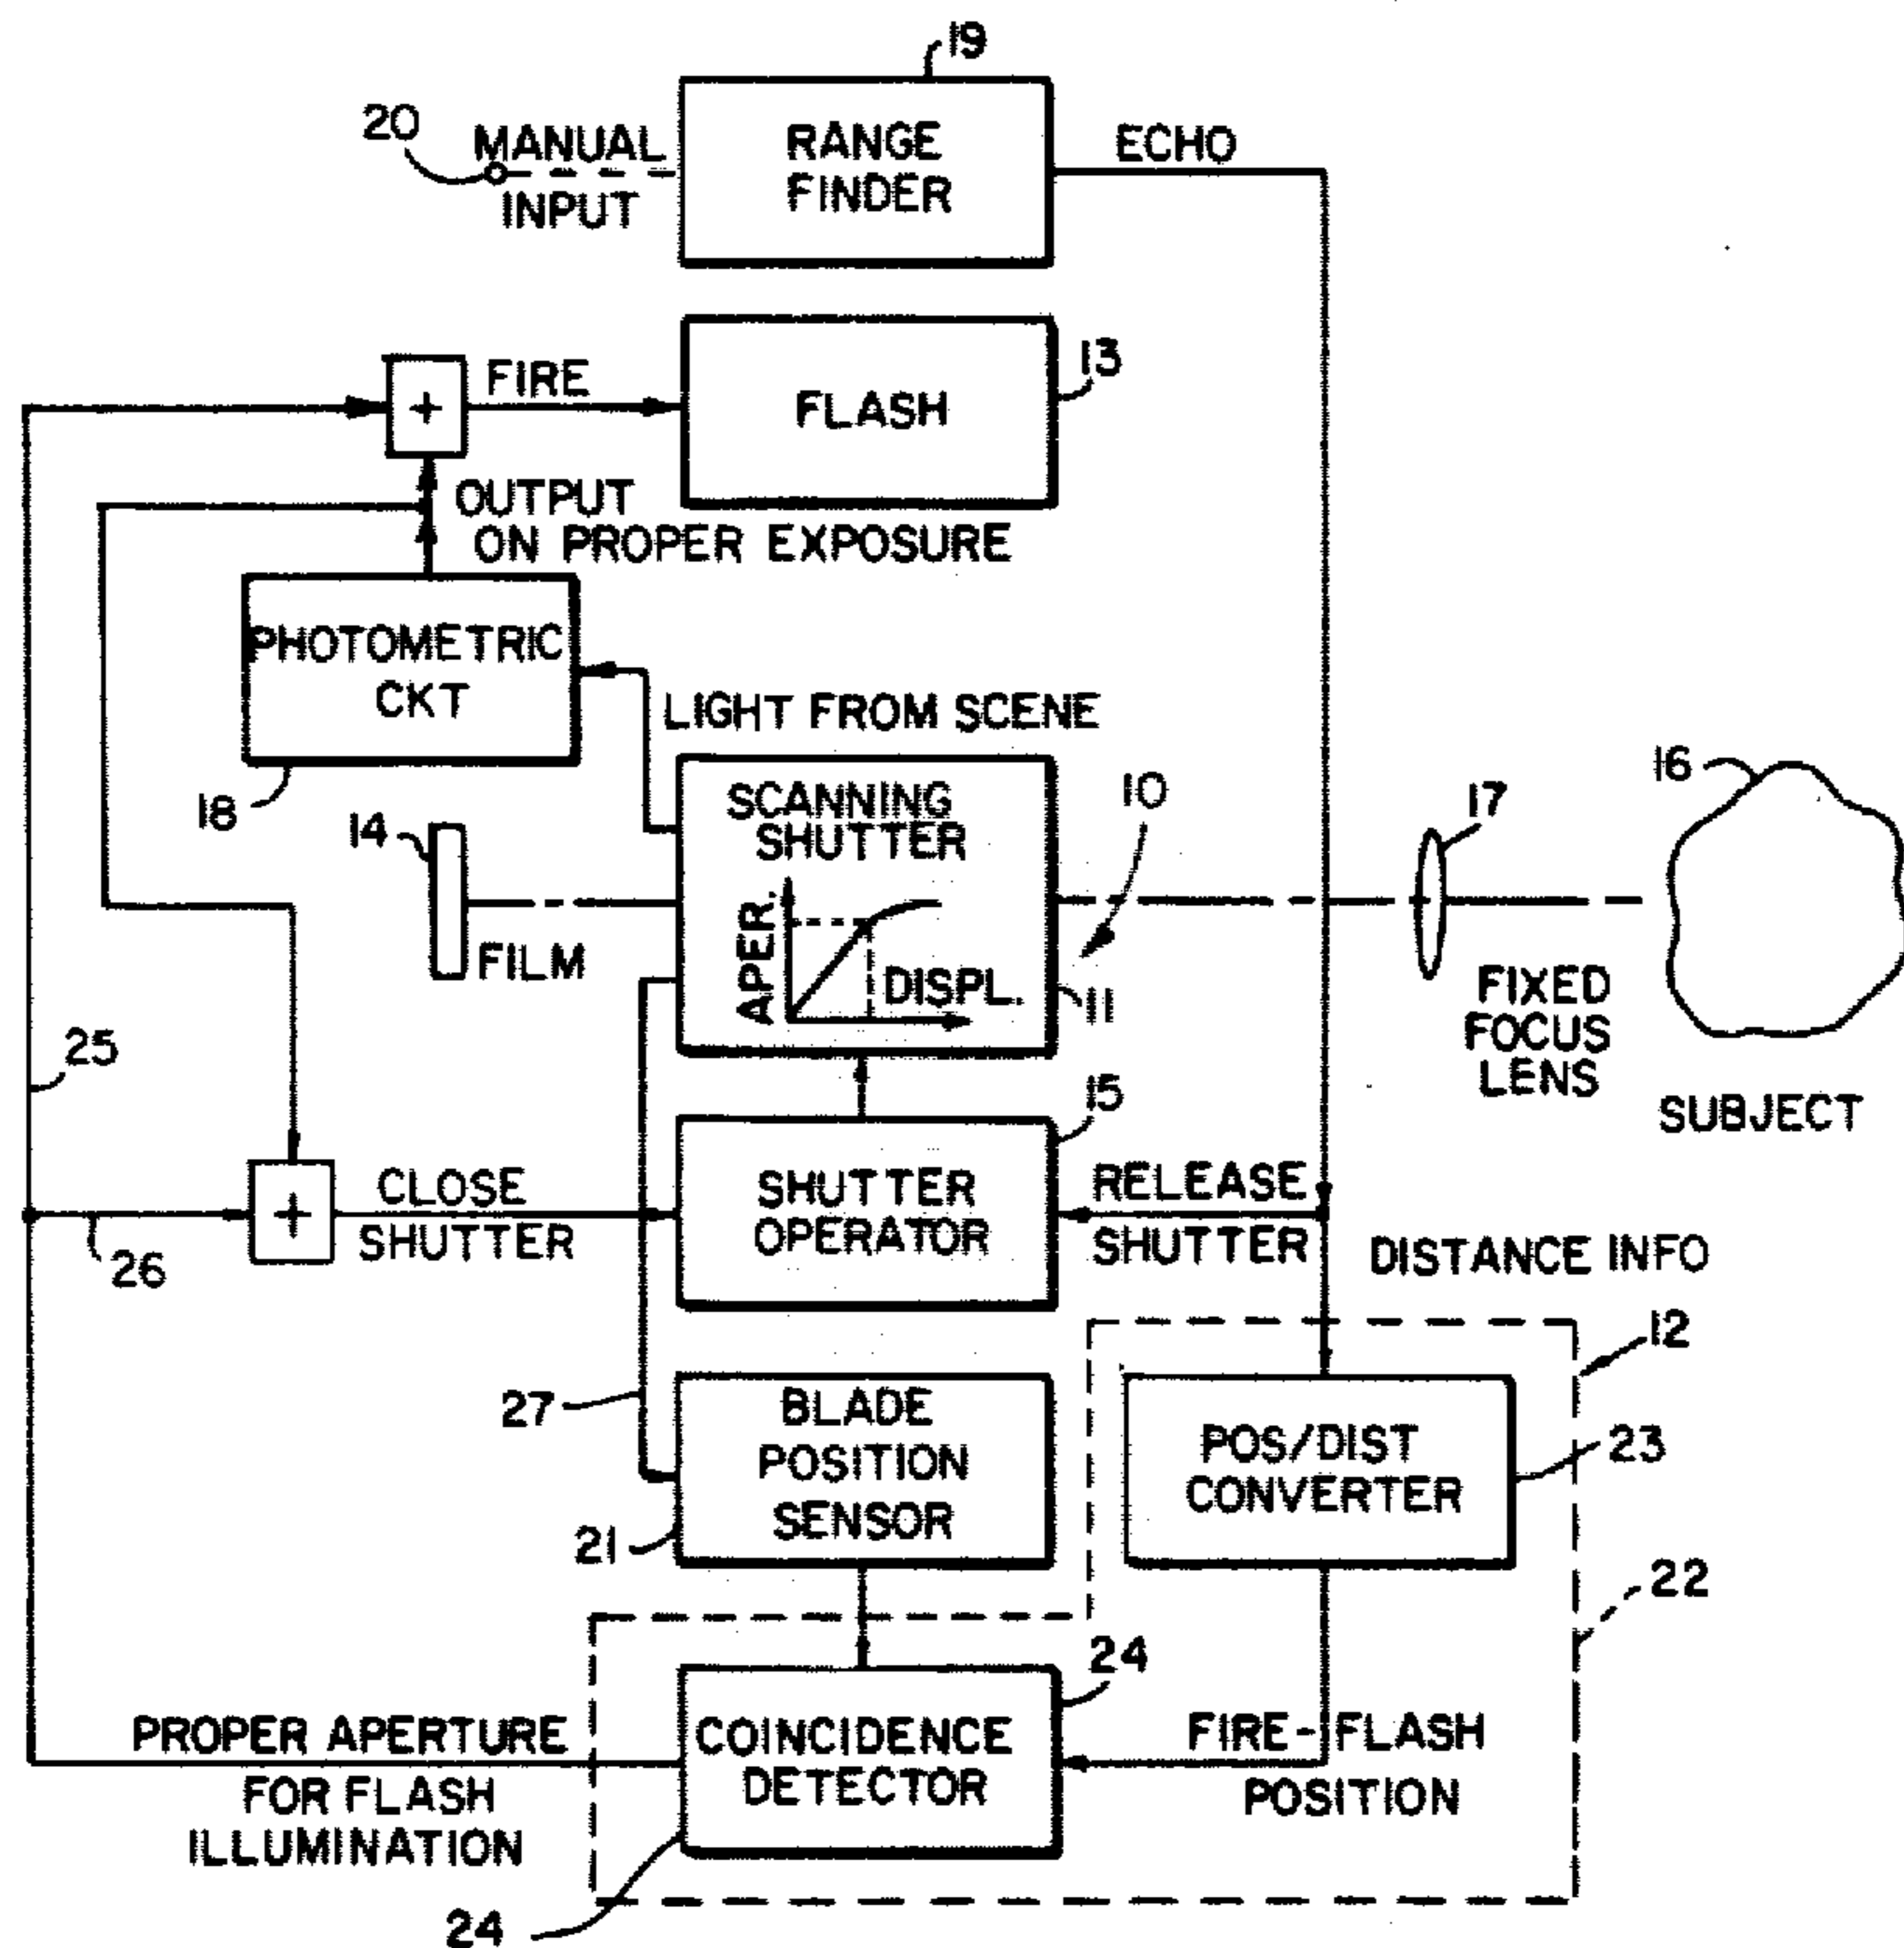 19
20
MANUAL
INPUT
RANGE
FINDER
ECHO
+
FIRE
FLASH
13
OUTPUT
ON PROPER EXPOSURE
PHOTOMETRIC
CKT
18
LIGHT FROM SCENE
SCANNING
SHUTTER
APER.
DISPL.
10
11
14
FILM
17
16
FIXED
FOCUS
LENS
SUBJECT
25
26
+
CLOSE
SHUTTER
SHUTTER
OPERATOR
15
RELEASE
SHUTTER
DISTANCE INFO
12
27
BLADE
POSITION
SENSOR
21
POS/DIST
CONVERTER
23
22
24
COINCIDENCE
DETECTOR
FIRE-FLASH
POSITION
PROPER APERTURE
FOR FLASH
ILLUMINATION
24